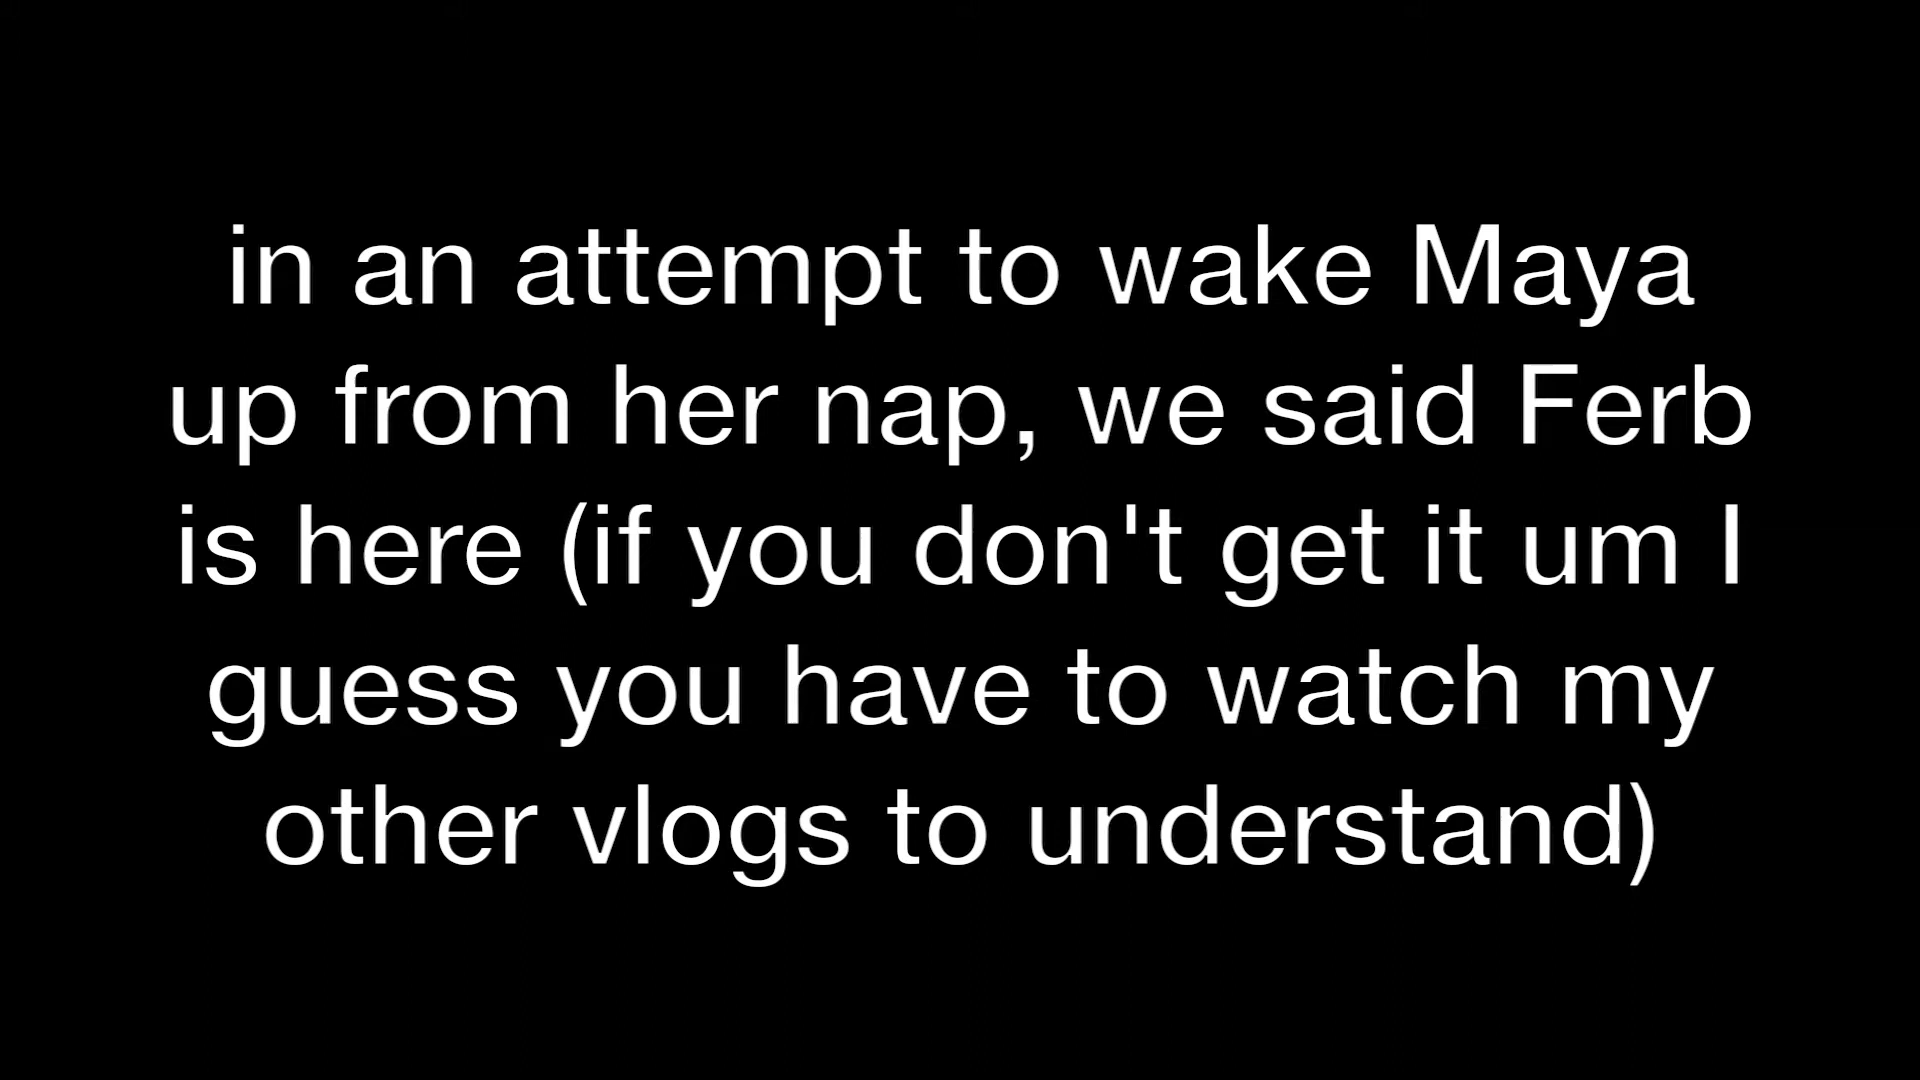 in an attempt to wake Maya
up from her nap, we said Ferb
is here (if you don't get it um I
guess you have to watch my
other vlogs to understand)